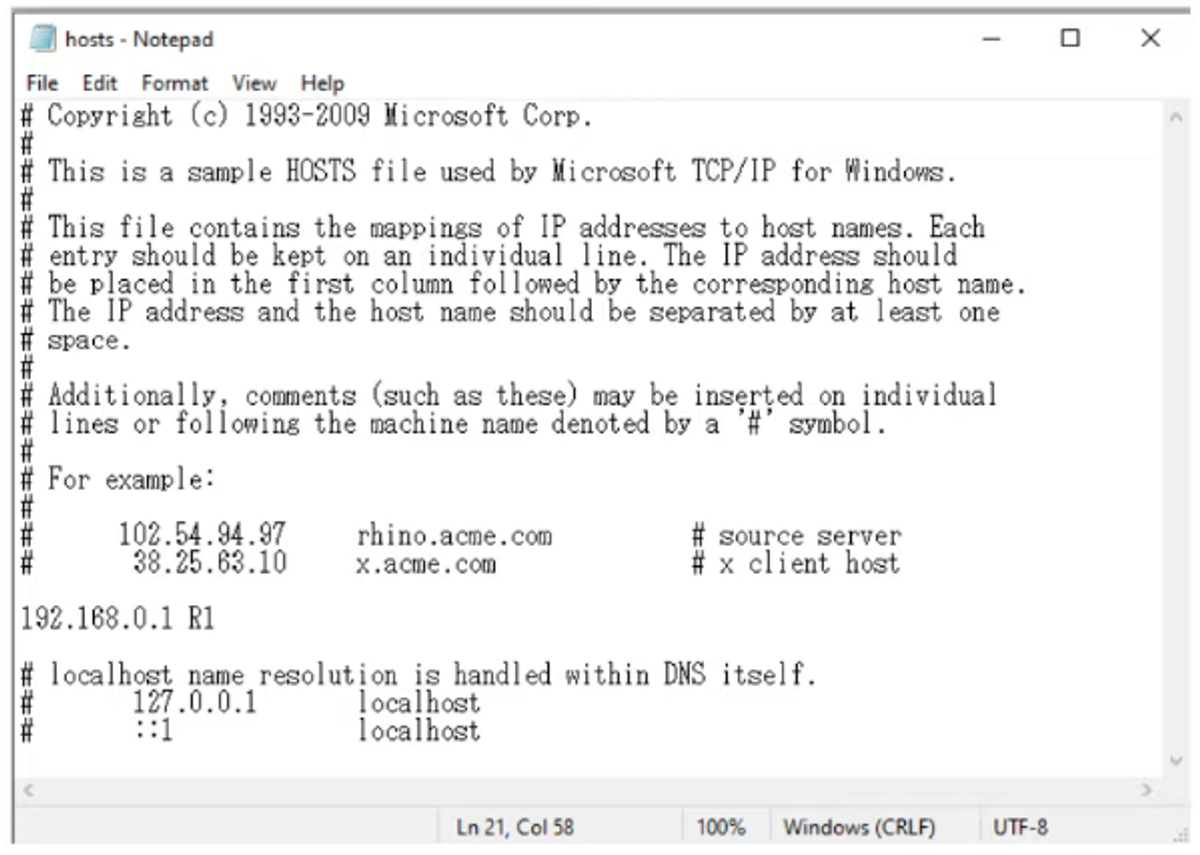 hosts - Notepad
File Edit Format View Help
# Copyright (c) 1993-2009 Microsoft Corp.
#
# This is a sample HOSTS file used by Microsoft TCP/IP for Windows.
#
# This file contains the mappings of IP addresses to host names. Each
# entry should be kept on an individual line. The IP address should
# be placed in the first column followed by the corresponding host name.
# The IP address and the host name should be separated by at least one
# space.
#
# Additionally, comments (such as these) may be inserted on individual
# lines or following the machine name denoted by a '#' symbol.
#
# For example:
#
#      102.54.94.97     rhino.acme.com          # source server
#       38.25.63.10     x.acme.com              # x client host
192.168.0.1 R1
# localhost name resolution is handled within DNS itself.
#       127.0.0.1       localhost
#       ::1             localhost
Ln 21, Col 58 100% Windows (CRLF) UTF-8